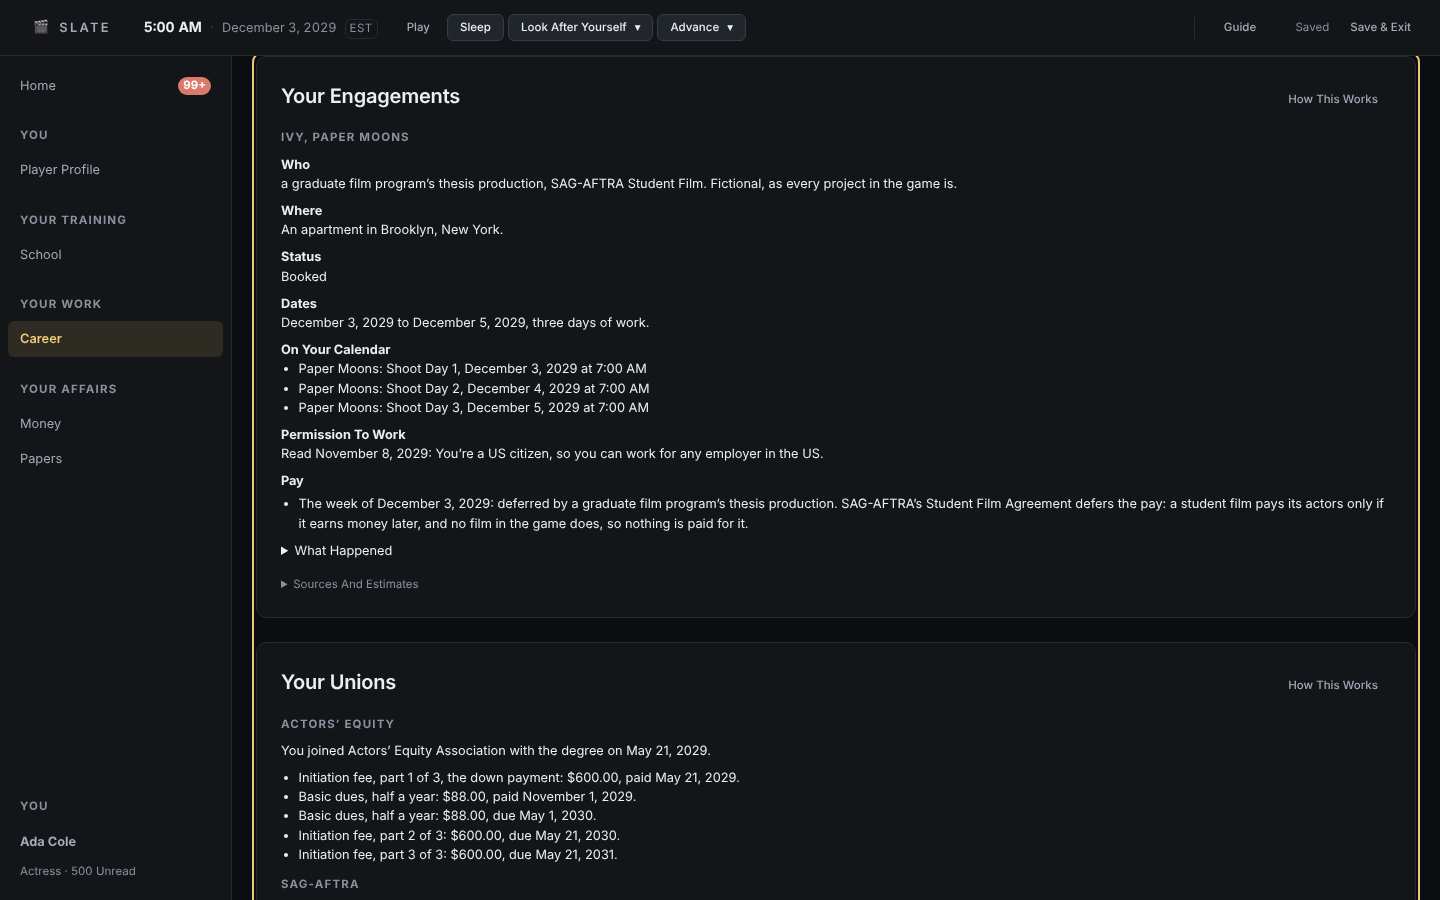 SLATE
5:00 AM · December 3, 2029 EST
Play
Sleep
Look After Yourself ▾
Advance ▾
Guide
Saved
Save & Exit
Home
99+
YOU
Player Profile
YOUR TRAINING
School
YOUR WORK
Career
YOUR AFFAIRS
Money
Papers
YOU
Ada Cole
Actress · 500 Unread
Your Engagements
How This Works
IVY, PAPER MOONS
Who
a graduate film program’s thesis production, SAG-AFTRA Student Film. Fictional, as every project in the game is.
Where
An apartment in Brooklyn, New York.
Status
Booked
Dates
December 3, 2029 to December 5, 2029, three days of work.
On Your Calendar
• Paper Moons: Shoot Day 1, December 3, 2029 at 7:00 AM
• Paper Moons: Shoot Day 2, December 4, 2029 at 7:00 AM
• Paper Moons: Shoot Day 3, December 5, 2029 at 7:00 AM
Permission To Work
Read November 8, 2029: You’re a US citizen, so you can work for any employer in the US.
Pay
• The week of December 3, 2029: deferred by a graduate film program’s thesis production. SAG-AFTRA’s Student Film Agreement defers the pay: a student film pays its actors only if
it earns money later, and no film in the game does, so nothing is paid for it.
▶ What Happened
▶ Sources And Estimates
Your Unions
How This Works
ACTORS’ EQUITY
You joined Actors’ Equity Association with the degree on May 21, 2029.
• Initiation fee, part 1 of 3, the down payment: $600.00, paid May 21, 2029.
• Basic dues, half a year: $88.00, paid November 1, 2029.
• Basic dues, half a year: $88.00, due May 1, 2030.
• Initiation fee, part 2 of 3: $600.00, due May 21, 2030.
• Initiation fee, part 3 of 3: $600.00, due May 21, 2031.
SAG-AFTRA